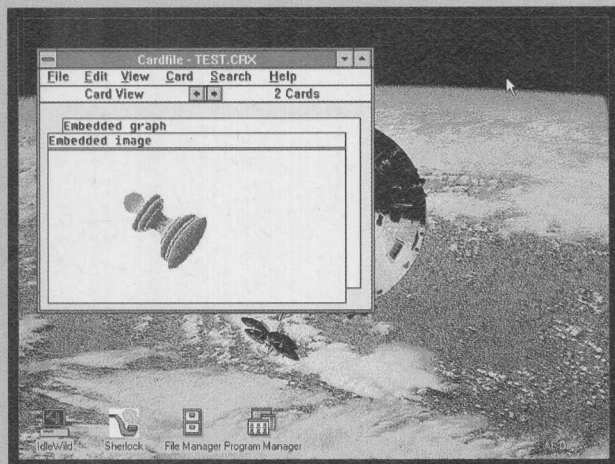 Cardfile - TEST.CRX
File Edit View Card Search Help
Card View 2 Cards
Embedded graph
Embedded image
IdleWild Sherlock File Manager Program Manager